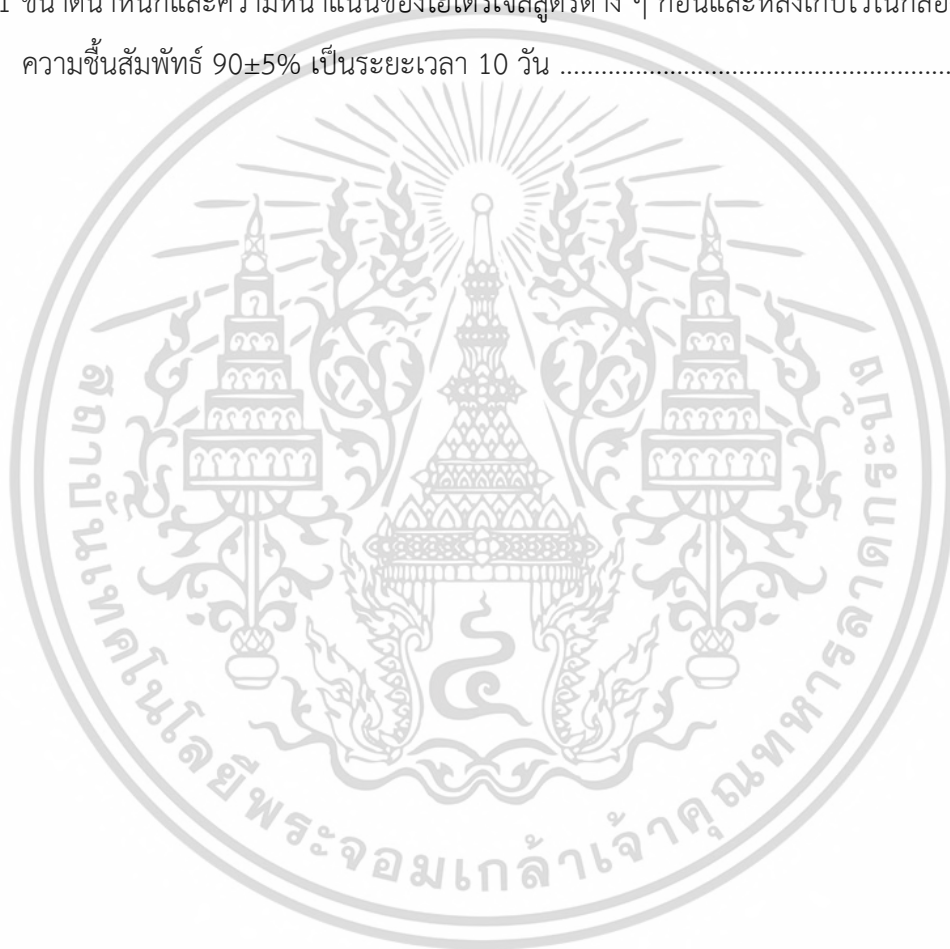 1 ขนาดน้ำหนักและความหนาแน่นของไฮโดรเจลสูตรต่าง ๆ ก่อนและหลังเก็บไว้ในกล่อ
ความชื้นสัมพัทธ์ 90±5% เป็นระยะเวลา 10 วัน ................................................................
สถาบันเทคโนโลยีพระจอมเกล้าเจ้าคุณทหารลาดกระบัง
๔